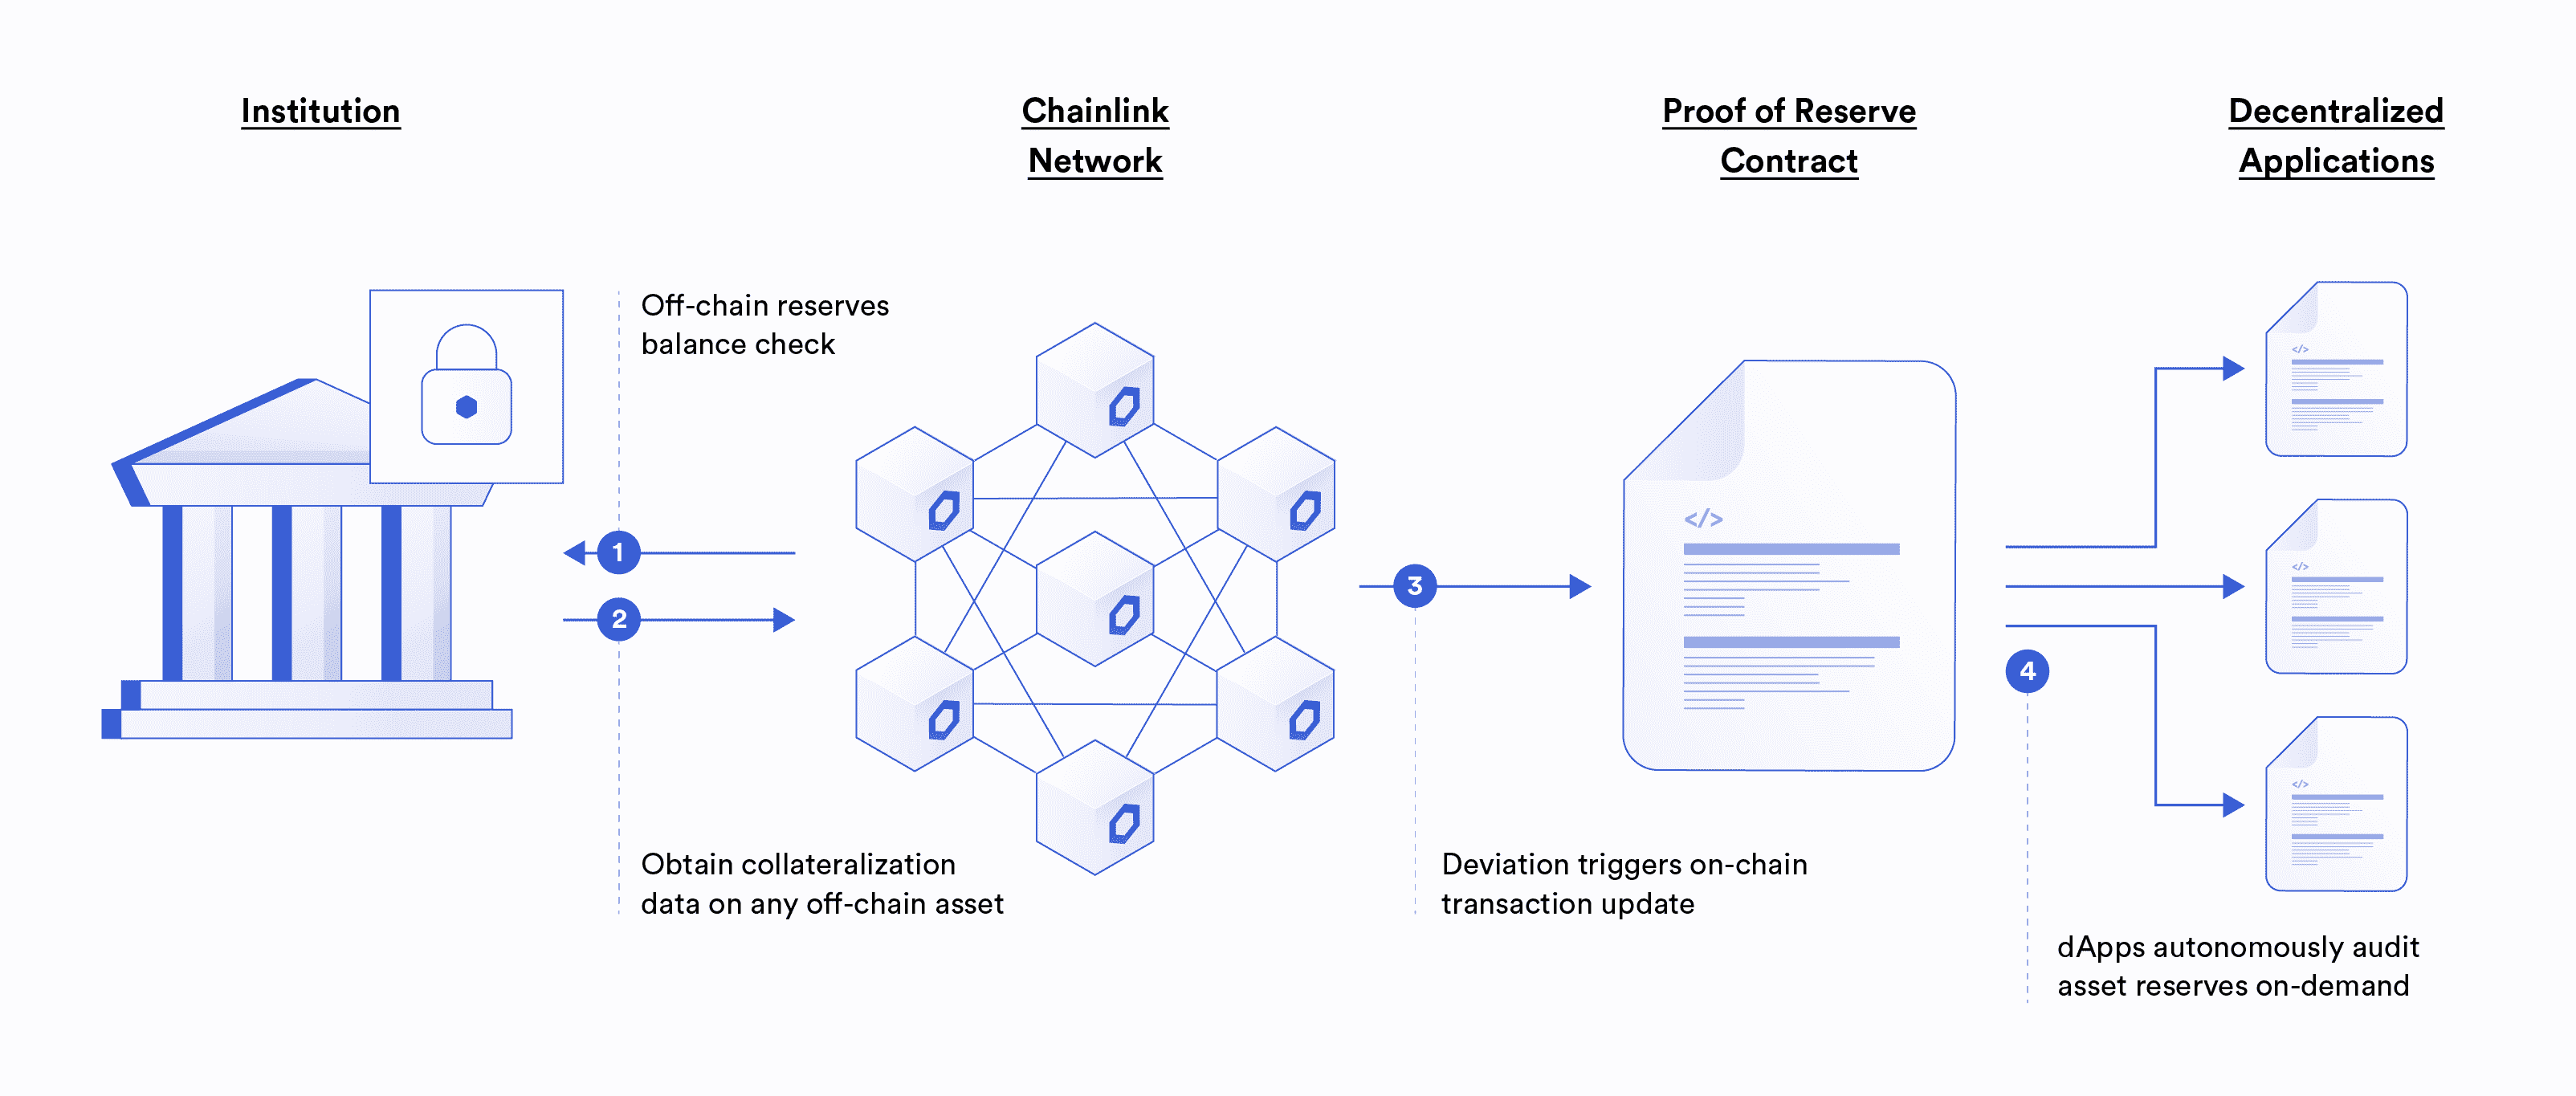 Institution
Chainlink
Network
Proof of Reserve
Contract
Decentralized
Applications
Off-chain reserves
balance check
1
2
Obtain collateralization
data on any off-chain asset
3
Deviation triggers on-chain
transaction update
</>
</>
</>
</>
4
dApps autonomously audit
asset reserves on-demand